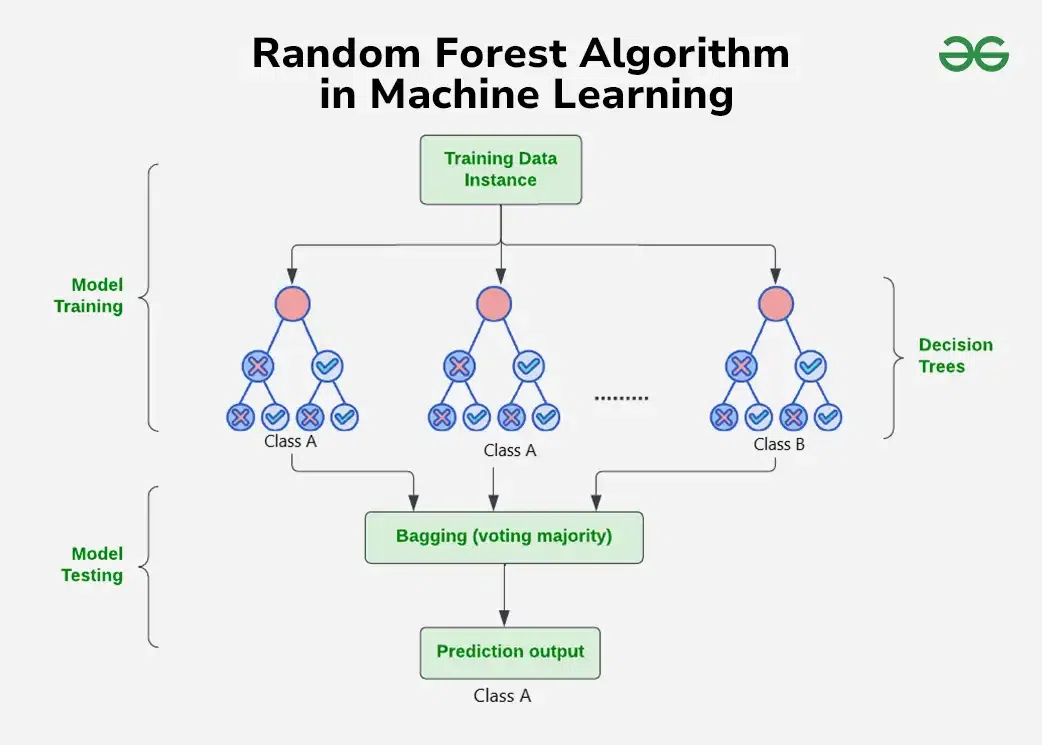 Random Forest Algorithm
in Machine Learning
Training Data
Instance
Model
Training
Decision
Trees
.........
Class A
Class A
Class B
Bagging (voting majority)
Model
Testing
Prediction output
Class A